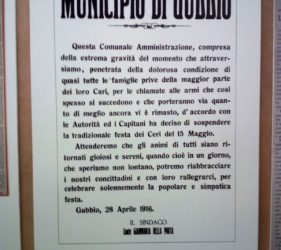 MUNICIPIO DI GUBBIO
Questa Comunale Amministrazione, compresa
della estrema gravità del momento che attraver-
siamo, penetrata della dolorosa condizione di
quasi tutte le famiglie prive della maggior parte
dei loro Cari, per le chiamate alle armi che così
spesso si succedono e che porteranno via quan-
to di meglio ancora vi è rimasto, d'accordo con
le Autorità ed i Capitani ha deciso di sospendere
la tradizionale festa dei Ceri del 15 Maggio.
Attenderemo che gli animi di tutti siano ri-
tornati gioiosi e sereni, quando cioè in un giorno,
che speriamo non lontano, potremo riabbracciare
i nostri concittadini e con loro rallegrarci, per
celebrare solennemente la popolare e simpatica
festa.
Gubbio, 28 Aprile 1916.
IL SINDACO
Conte GIAMMARIA DELLA PORTA